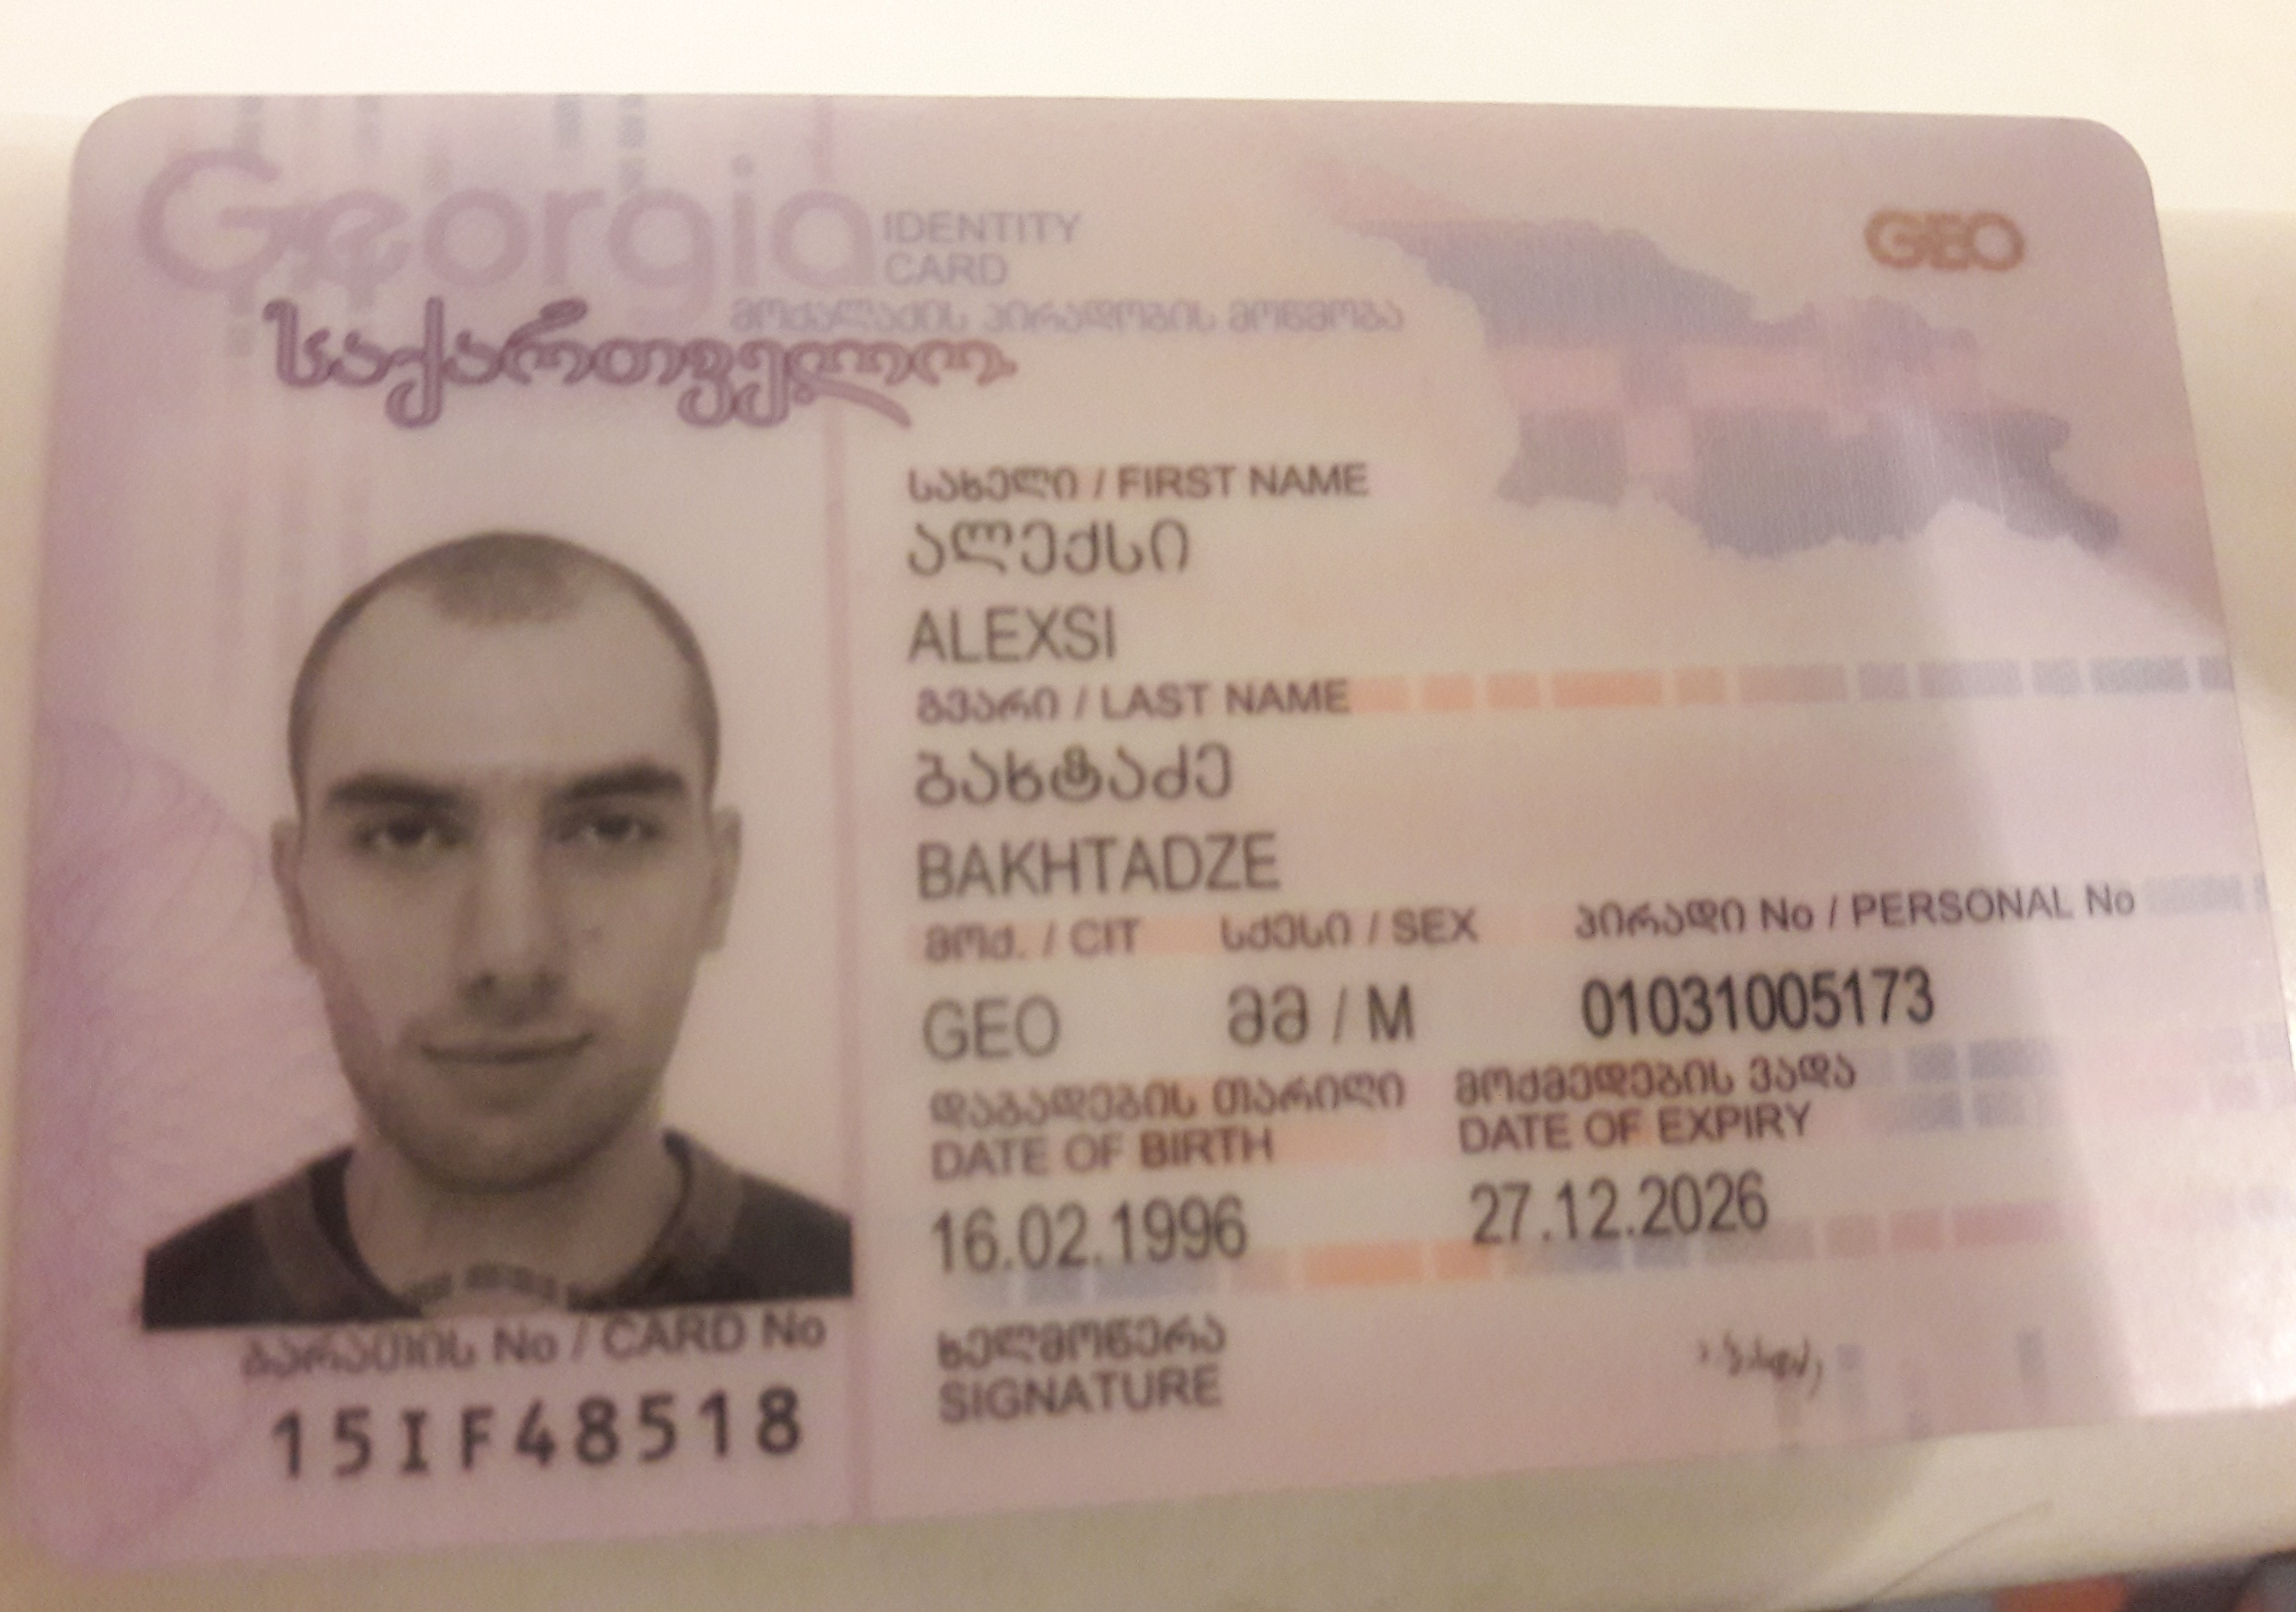 Georgia IDENTITY
CARD
GEO
მოქალაქის პირადობის მოწმობა
საქართველო
სახელი / FIRST NAME
ალექსი
ALEXSI
გვარი / LAST NAME
ბახტაძე
BAKHTADZE
მოქ. / CIT სქესი / SEX პირადი No / PERSONAL No
GEO მმ / M 01031005173
დაბადების თარიღი მოქმედების ვადა
DATE OF BIRTH DATE OF EXPIRY
16.02.1996 27.12.2026
ბარათის No / CARD No
15IF48518
ხელმოწერა
SIGNATURE